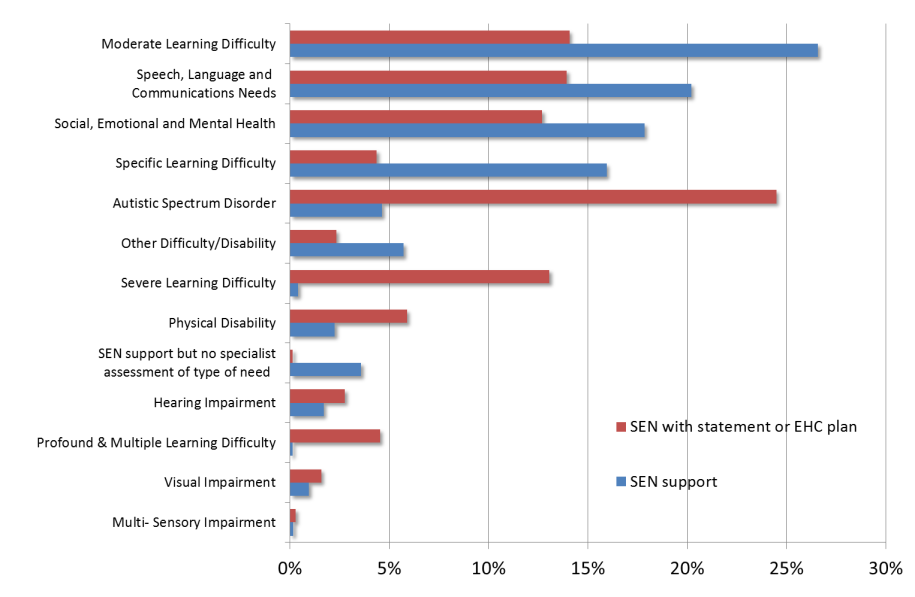 Moderate Learning Difficulty
Speech, Language and
Communications Needs
Social, Emotional and Mental Health
Specific Learning Difficulty
Autistic Spectrum Disorder
Other Difficulty/Disability
Severe Learning Difficulty
Physical Disability
SEN support but no specialist
assessment of type of need
Hearing Impairment
Profound & Multiple Learning Difficulty
Visual Impairment
Multi- Sensory Impairment
SEN with statement or EHC plan
SEN support
0% 5% 10% 15% 20% 25% 30%